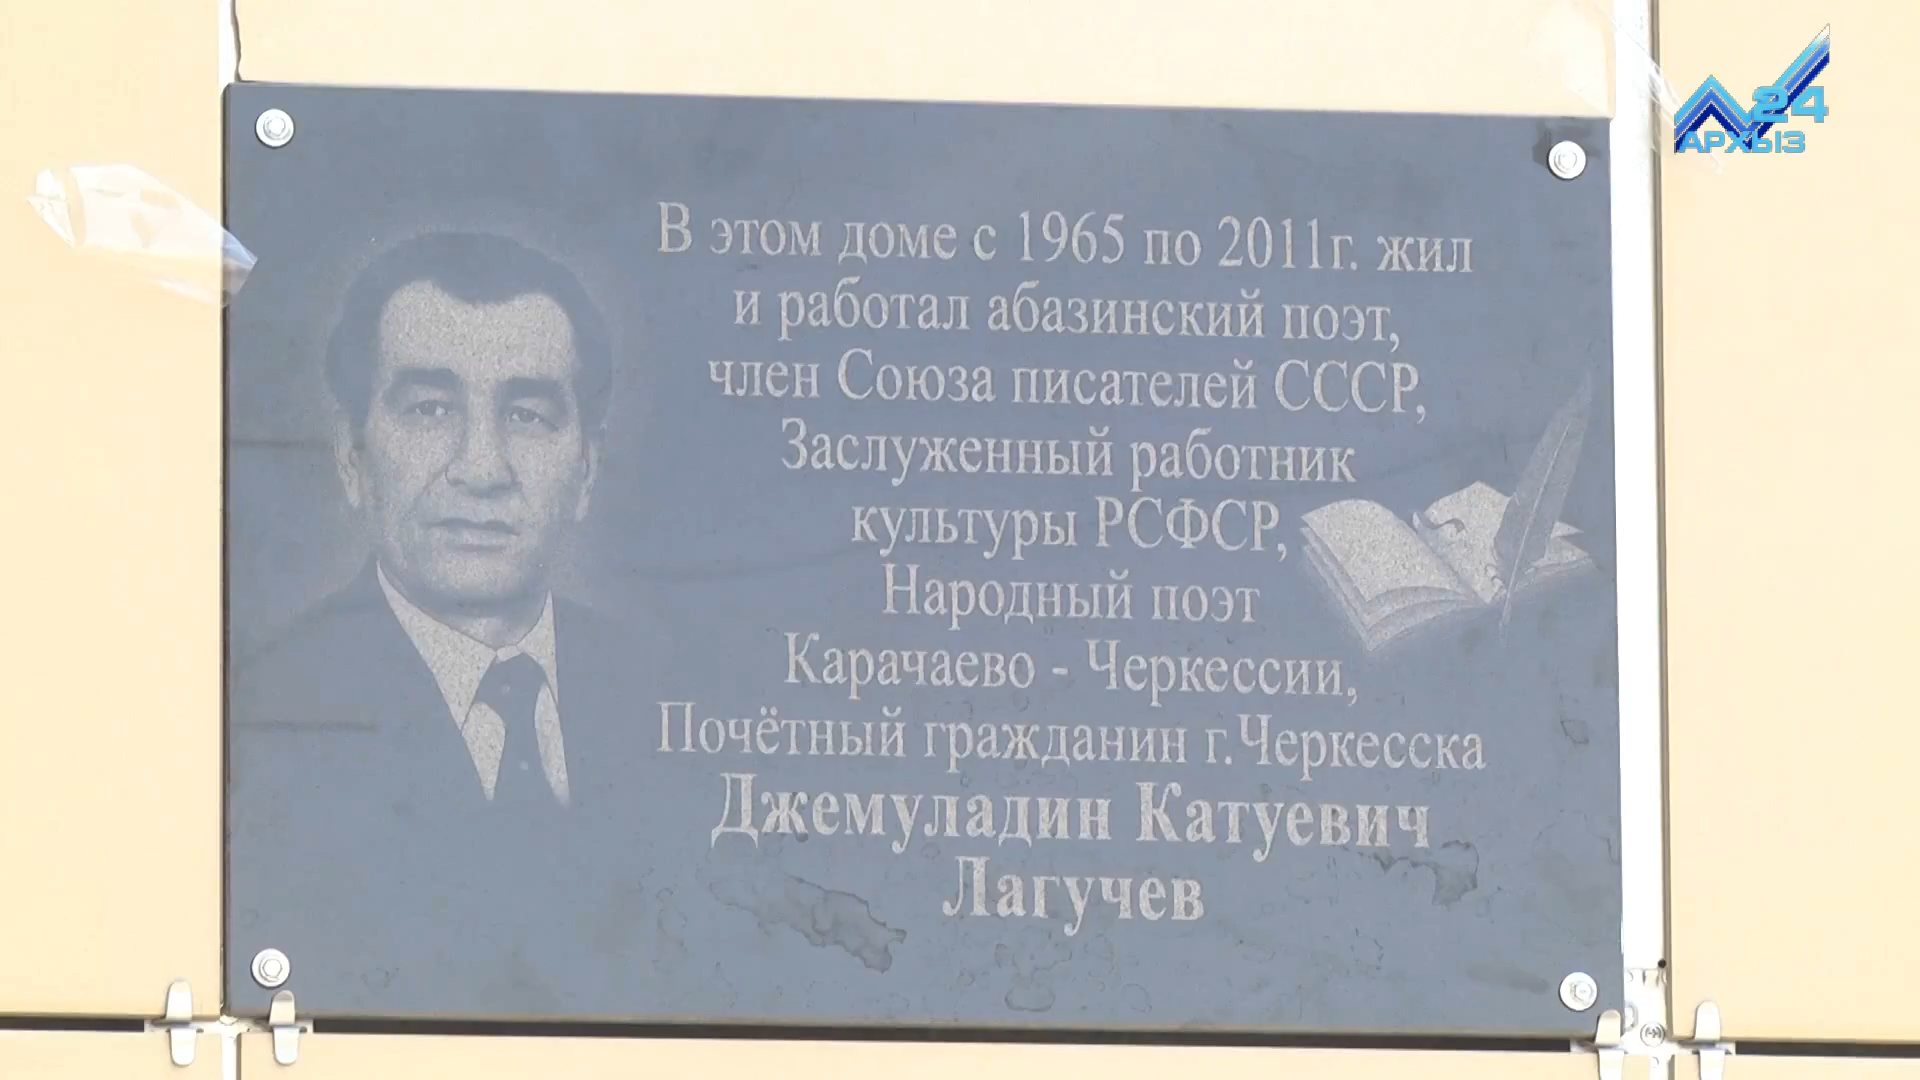 В этом доме с 1965 по 2011г. жил
и работал абазинский поэт,
член Союза писателей СССР,
Заслуженный работник
культуры РСФСР,
Народный поэт
Карачаево - Черкессии,
Почётный гражданин г.Черкесска
Джемуладин Катуевич
Лагучев
24
АРХЫЗ